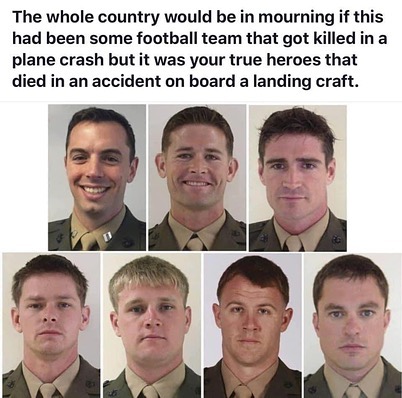 The whole country would be in mourning if this
had been some football team that got killed in a
plane crash but it was your true heroes that
died in an accident on board a landing craft.